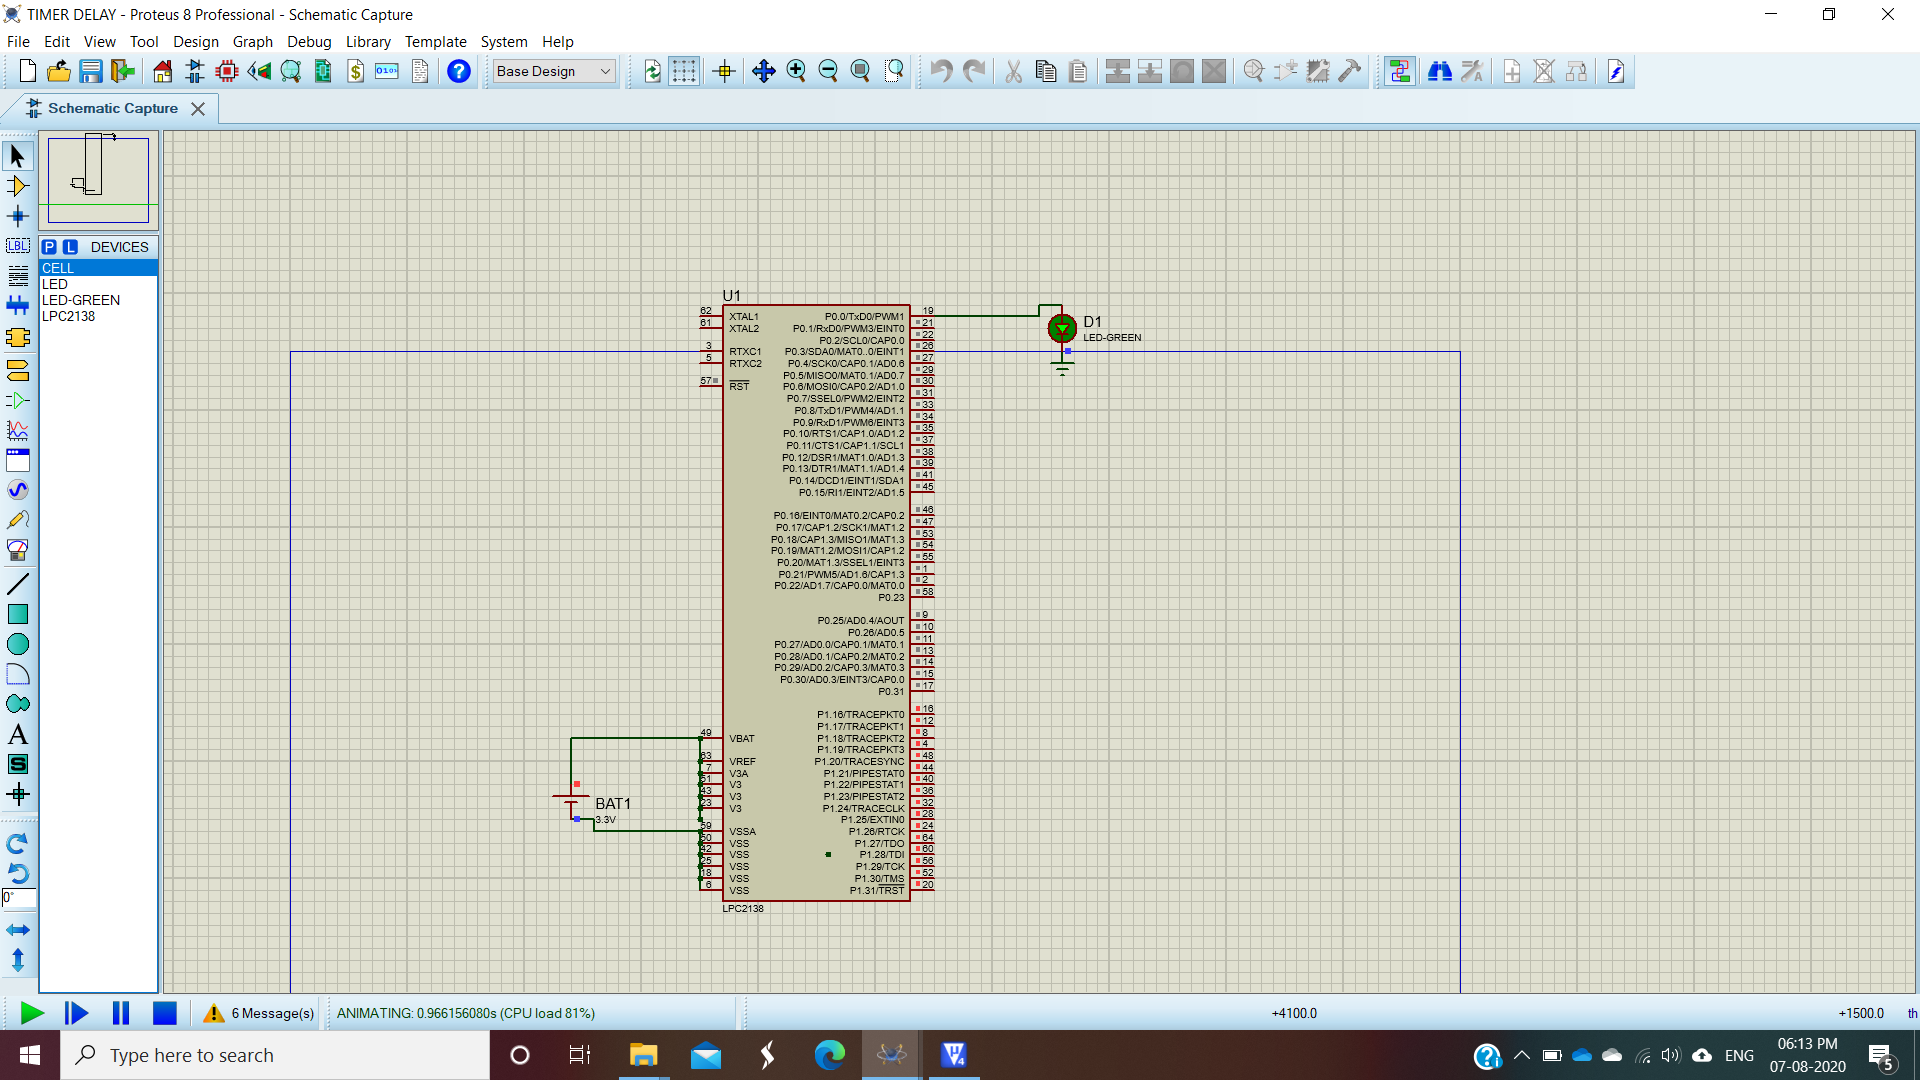 TIMER DELAY - Proteus 8 Professional - Schematic Capture
File Edit View Tool Design Graph Debug Library Template System Help
Base Design
Schematic Capture
P L DEVICES
CELL
LED
LED-GREEN
LPC2138
LBL
A
S
0°
U1
62 XTAL1
61 XTAL2
3 RTXC1
5 RTXC2
57 RST
49 VBAT
63 VREF
7 V3A
51 V3
43 V3
23 V3
59 VSSA
50 VSS
42 VSS
25 VSS
18 VSS
6 VSS
P0.0/TxD0/PWM1 19
P0.1/RxD0/PWM3/EINT0 21
P0.2/SCL0/CAP0.0 22
P0.3/SDA0/MAT0..0/EINT1 26
P0.4/SCK0/CAP0.1/AD0.6 27
P0.5/MISO0/MAT0.1/AD0.7 29
P0.6/MOSI0/CAP0.2/AD1.0 30
P0.7/SSEL0/PWM2/EINT2 31
P0.8/TxD1/PWM4/AD1.1 33
P0.9/RxD1/PWM6/EINT3 34
P0.10/RTS1/CAP1.0/AD1.2 35
P0.11/CTS1/CAP1.1/SCL1 37
P0.12/DSR1/MAT1.0/AD1.3 38
P0.13/DTR1/MAT1.1/AD1.4 39
P0.14/DCD1/EINT1/SDA1 41
P0.15/RI1/EINT2/AD1.5 45
P0.16/EINT0/MAT0.2/CAP0.2 46
P0.17/CAP1.2/SCK1/MAT1.2 47
P0.18/CAP1.3/MISO1/MAT1.3 53
P0.19/MAT1.2/MOSI1/CAP1.2 54
P0.20/MAT1.3/SSEL1/EINT3 55
P0.21/PWM5/AD1.6/CAP1.3 1
P0.22/AD1.7/CAP0.0/MAT0.0 2
P0.23 58
P0.25/AD0.4/AOUT 9
P0.26/AD0.5 10
P0.27/AD0.0/CAP0.1/MAT0.1 11
P0.28/AD0.1/CAP0.2/MAT0.2 13
P0.29/AD0.2/CAP0.3/MAT0.3 14
P0.30/AD0.3/EINT3/CAP0.0 15
P0.31 17
P1.16/TRACEPKT0 16
P1.17/TRACEPKT1 12
P1.18/TRACEPKT2 8
P1.19/TRACEPKT3 4
P1.20/TRACESYNC 48
P1.21/PIPESTAT0 44
P1.22/PIPESTAT1 40
P1.23/PIPESTAT2 36
P1.24/TRACECLK 32
P1.25/EXTIN0 28
P1.26/RTCK 24
P1.27/TDO 64
P1.28/TDI 60
P1.29/TCK 56
P1.30/TMS 52
P1.31/TRST 20
LPC2138
D1
LED-GREEN
BAT1
3.3V
6 Message(s)
ANIMATING: 0.966156080s (CPU load 81%)
+4100.0
+1500.0
th
Type here to search
ENG
06:13 PM
07-08-2020
5